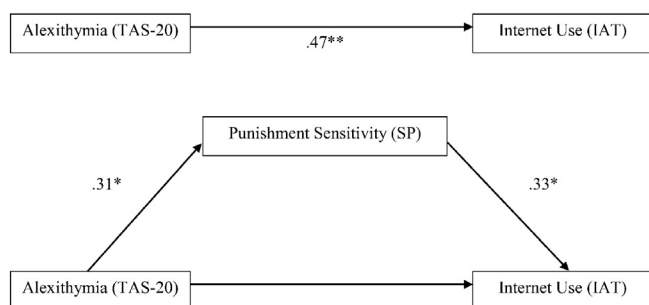 Alexithymia (TAS-20)
Internet Use (IAT)
.47**
Punishment Sensitivity (SP)
.31*
.33*
Alexithymia (TAS-20)
Internet Use (IAT)